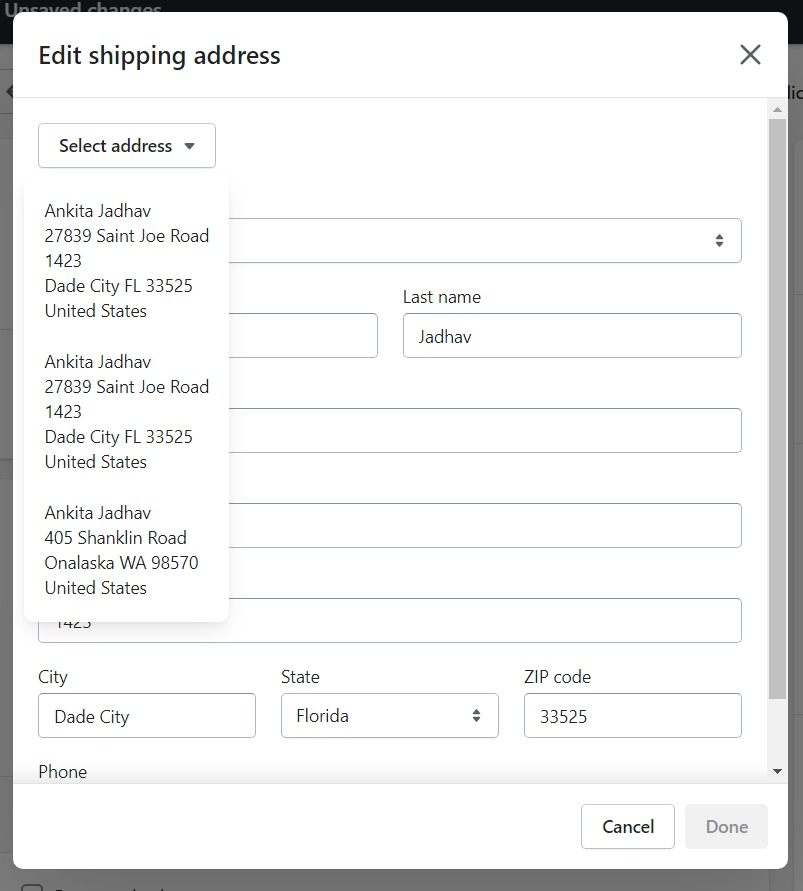 Unsaved changes
Edit shipping address
Select address
Ankita Jadhav
27839 Saint Joe Road
1423
Dade City FL 33525
United States
Ankita Jadhav
27839 Saint Joe Road
1423
Dade City FL 33525
United States
Ankita Jadhav
405 Shanklin Road
Onalaska WA 98570
United States
Last name
Jadhav
1423
City
State
ZIP code
Dade City
Florida
33525
Phone
Cancel
Done